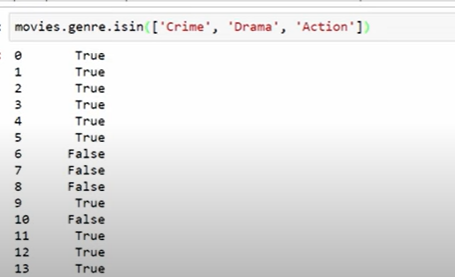 movies.genre.isin(['Crime', 'Drama', 'Action'])
0 True
1 True
2 True
3 True
4 True
5 True
6 False
7 False
8 False
9 True
10 False
11 True
12 True
13 True